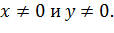 x ≠ 0 и y ≠ 0.